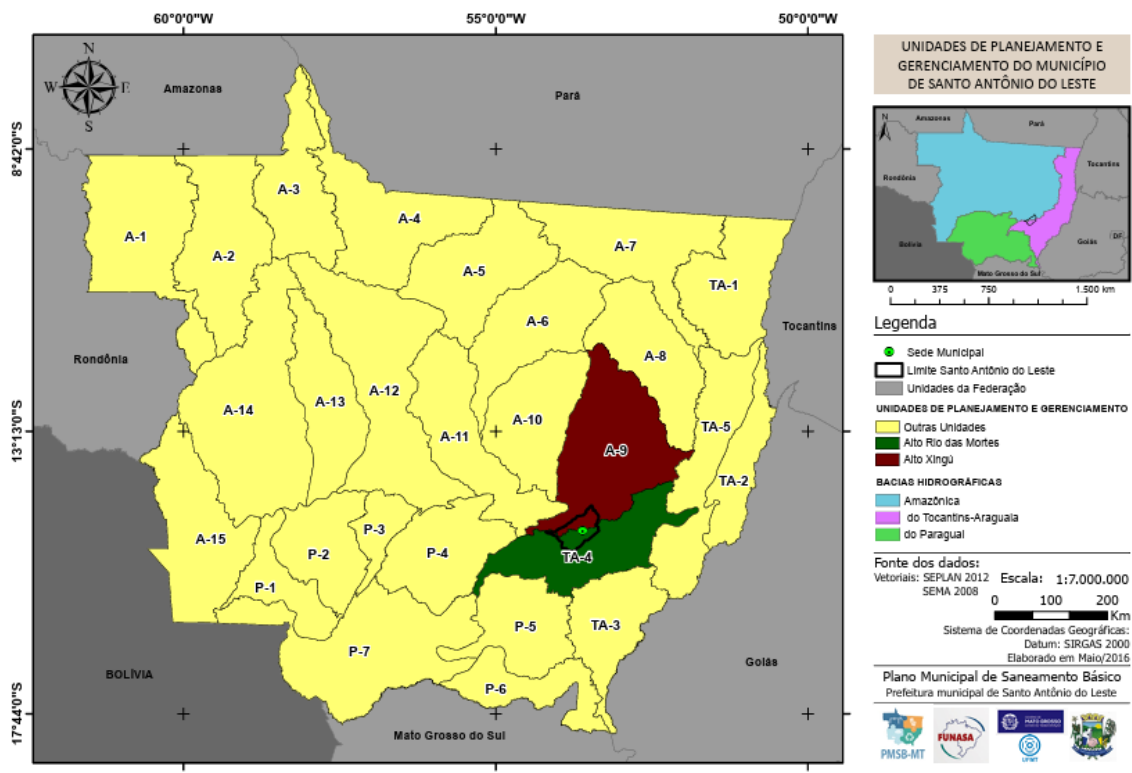 60°0'0"W
55°0'0"W
50°0'0"W
8°42'0"S
13°13'0"S
17°44'0"S
N
W
E
S
Amazonas
Pará
Tocantins
Rondônia
BOLÍVIA
Mato Grosso do Sul
Goiás
A-1
A-2
A-3
A-4
A-5
A-7
TA-1
A-6
A-8
A-14
A-13
A-12
A-11
A-10
A-9
TA-5
TA-2
A-15
P-1
P-2
P-3
P-4
TA-4
P-5
TA-3
P-7
P-6
UNIDADES DE PLANEJAMENTO E
GERENCIAMENTO DO MUNICÍPIO
DE SANTO ANTÔNIO DO LESTE
N
Amazonas
Pará
Tocantins
Rondônia
Bolívia
Goiás
DF
Mato Grosso do Sul
0 375 750 1.500 km
Legenda
Sede Municipal
Limite Santo Antônio do Leste
Unidades da Federação
UNIDADES DE PLANEJAMENTO E GERENCIAMENTO
Outras Unidades
Alto Rio das Mortes
Alto Xingú
BACIAS HIDROGRÁFICAS
Amazônica
do Tocantins-Araguaia
do Paraguai
Fonte dos dados:
Vetoriais: SEPLAN 2012
SEMA 2008
Escala: 1:7.000.000
0 100 200
Km
Sistema de Coordenadas Geográficas:
Datum: SIRGAS 2000
Elaborado em Maio/2016
Plano Municipal de Saneamento Básico
Prefeitura municipal de Santo Antônio do Leste
PMSB-MT
FUNASA
MATO GROSSO
UFMT